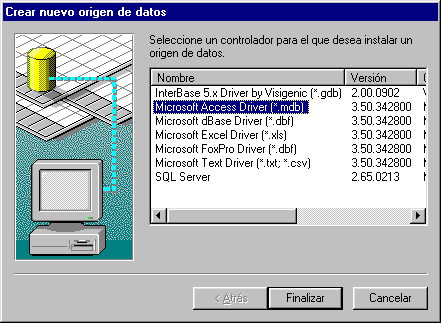 Crear nuevo origen de datos
Seleccione un controlador para el que desea instalar un
origen de datos.
Nombre Versión
InterBase 5.x Driver by Visigenic (*.gdb) 2.00.0902
Microsoft Access Driver (*.mdb) 3.50.342800
Microsoft dBase Driver (*.dbf) 3.50.342800
Microsoft Excel Driver (*.xls) 3.50.342800
Microsoft FoxPro Driver (*.dbf) 3.50.342800
Microsoft Text Driver (*.txt; *.csv) 3.50.342800
SQL Server 2.65.0213
< Atrás Finalizar Cancelar